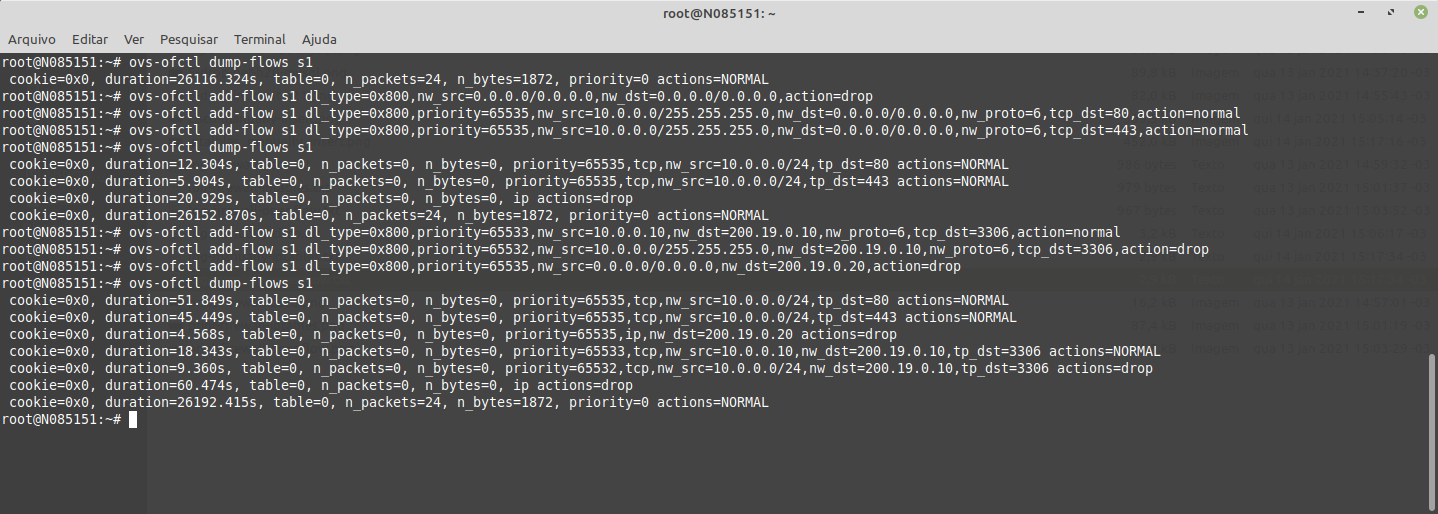 root@N085151: ~
Arquivo Editar Ver Pesquisar Terminal Ajuda
root@N085151:~# ovs-ofctl dump-flows s1
 cookie=0x0, duration=26116.324s, table=0, n_packets=24, n_bytes=1872, priority=0 actions=NORMAL
root@N085151:~# ovs-ofctl add-flow s1 dl_type=0x800,nw_src=0.0.0.0/0.0.0.0,nw_dst=0.0.0.0/0.0.0.0,action=drop
root@N085151:~# ovs-ofctl add-flow s1 dl_type=0x800,priority=65535,nw_src=10.0.0.0/255.255.255.0,nw_dst=0.0.0.0/0.0.0.0,nw_proto=6,tcp_dst=80,action=normal
root@N085151:~# ovs-ofctl add-flow s1 dl_type=0x800,priority=65535,nw_src=10.0.0.0/255.255.255.0,nw_dst=0.0.0.0/0.0.0.0,nw_proto=6,tcp_dst=443,action=normal
root@N085151:~# ovs-ofctl dump-flows s1
 cookie=0x0, duration=12.304s, table=0, n_packets=0, n_bytes=0, priority=65535,tcp,nw_src=10.0.0.0/24,tp_dst=80 actions=NORMAL
 cookie=0x0, duration=5.904s, table=0, n_packets=0, n_bytes=0, priority=65535,tcp,nw_src=10.0.0.0/24,tp_dst=443 actions=NORMAL
 cookie=0x0, duration=20.929s, table=0, n_packets=0, n_bytes=0, ip actions=drop
 cookie=0x0, duration=26152.870s, table=0, n_packets=24, n_bytes=1872, priority=0 actions=NORMAL
root@N085151:~# ovs-ofctl add-flow s1 dl_type=0x800,priority=65533,nw_src=10.0.0.10,nw_dst=200.19.0.10,nw_proto=6,tcp_dst=3306,action=normal
root@N085151:~# ovs-ofctl add-flow s1 dl_type=0x800,priority=65532,nw_src=10.0.0.0/255.255.255.0,nw_dst=200.19.0.10,nw_proto=6,tcp_dst=3306,action=drop
root@N085151:~# ovs-ofctl add-flow s1 dl_type=0x800,priority=65535,nw_src=0.0.0.0/0.0.0.0,nw_dst=200.19.0.20,action=drop
root@N085151:~# ovs-ofctl dump-flows s1
 cookie=0x0, duration=51.849s, table=0, n_packets=0, n_bytes=0, priority=65535,tcp,nw_src=10.0.0.0/24,tp_dst=80 actions=NORMAL
 cookie=0x0, duration=45.449s, table=0, n_packets=0, n_bytes=0, priority=65535,tcp,nw_src=10.0.0.0/24,tp_dst=443 actions=NORMAL
 cookie=0x0, duration=4.568s, table=0, n_packets=0, n_bytes=0, priority=65535,ip,nw_dst=200.19.0.20 actions=drop
 cookie=0x0, duration=18.343s, table=0, n_packets=0, n_bytes=0, priority=65533,tcp,nw_src=10.0.0.10,nw_dst=200.19.0.10,tp_dst=3306 actions=NORMAL
 cookie=0x0, duration=9.360s, table=0, n_packets=0, n_bytes=0, priority=65532,tcp,nw_src=10.0.0.0/24,nw_dst=200.19.0.10,tp_dst=3306 actions=drop
 cookie=0x0, duration=60.474s, table=0, n_packets=0, n_bytes=0, ip actions=drop
 cookie=0x0, duration=26192.415s, table=0, n_packets=24, n_bytes=1872, priority=0 actions=NORMAL
root@N085151:~#